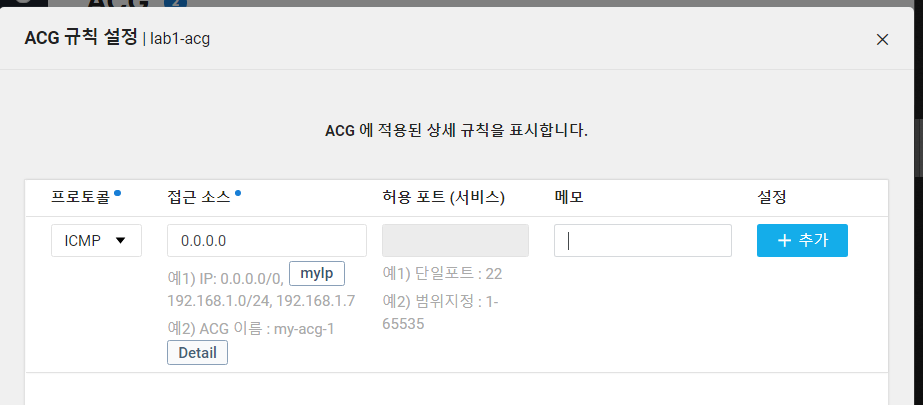 ACG 2
ACG 규칙 설정 | lab1-acg
ACG 에 적용된 상세 규칙을 표시합니다.
프로토콜 접근 소스 허용 포트 (서비스) 메모 설정
ICMP 0.0.0.0 + 추가
예1) IP: 0.0.0.0/0, myIp
192.168.1.0/24, 192.168.1.7
예2) ACG 이름 : my-acg-1
Detail
예1) 단일포트 : 22
예2) 범위지정 : 1-
65535